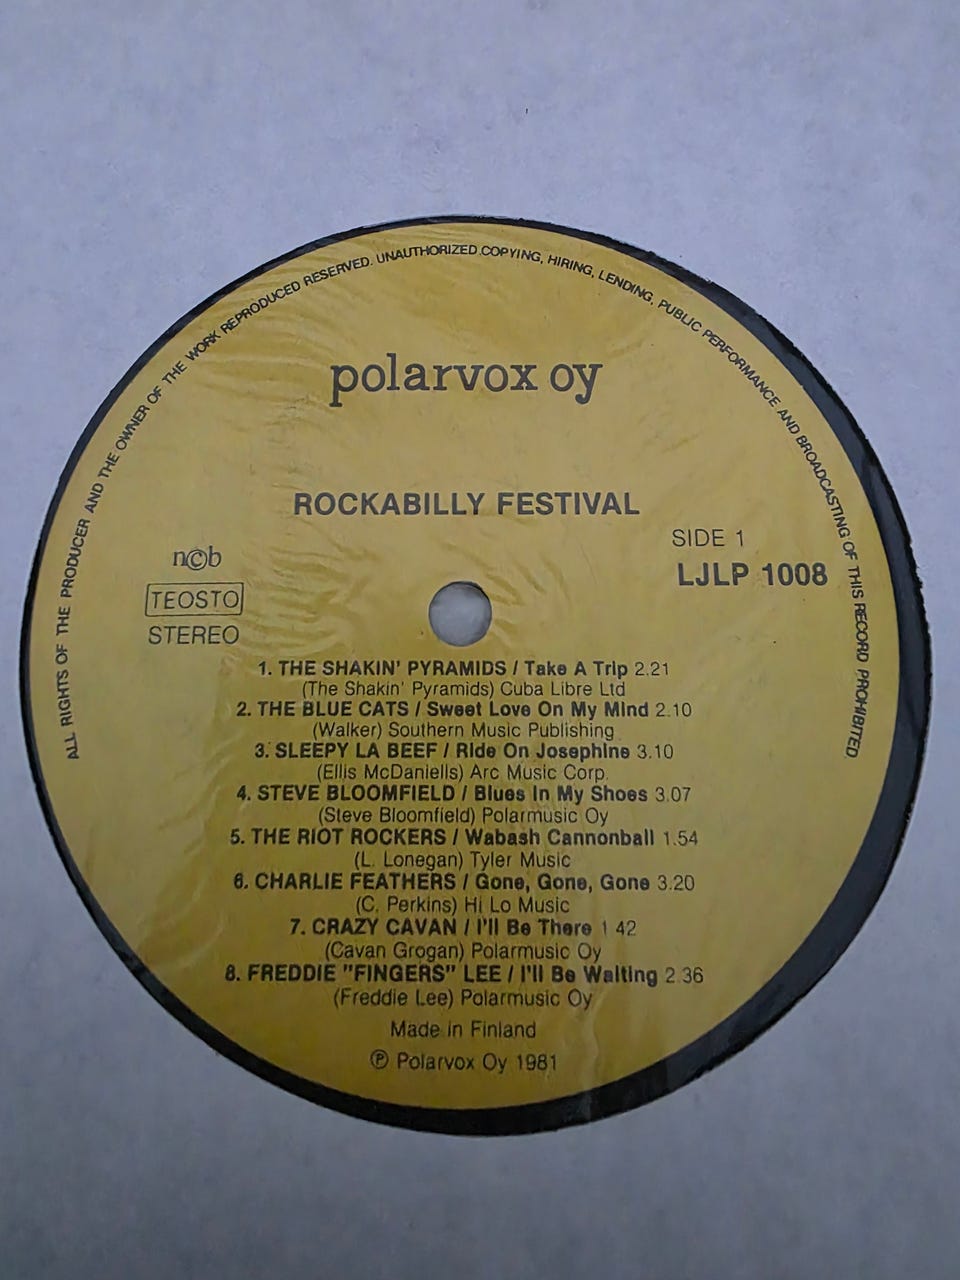 ALL RIGHTS OF THE PRODUCER AND THE OWNER OF THE WORK REPRODUCED RESERVED. UNAUTHORIZED COPYING, HIRING, LENDING, PUBLIC PERFORMANCE AND BROADCASTING OF THIS RECORD PROHIBITED.
polarvox oy
ROCKABILLY FESTIVAL
SIDE 1
LJLP 1008
n©b
TEOSTO
STEREO
1. THE SHAKIN' PYRAMIDS / Take A Trip 2.21
(The Shakin' Pyramids) Cuba Libre Ltd
2. THE BLUE CATS / Sweet Love On My Mind 2.10
(Walker) Southern Music Publishing
3. SLEEPY LA BEEF / Ride On Josephine 3.10
(Ellis McDaniells) Arc Music Corp.
4. STEVE BLOOMFIELD / Blues In My Shoes 3.07
(Steve Bloomfield) Polarmusic Oy
5. THE RIOT ROCKERS / Wabash Cannonball 1.54
(L. Lonegan) Tyler Music
6. CHARLIE FEATHERS / Gone, Gone, Gone 3.20
(C. Perkins) Hi Lo Music
7. CRAZY CAVAN / I'll Be There 1 42
(Cavan Grogan) Polarmusic Oy
8. FREDDIE "FINGERS" LEE / I'll Be Waiting 2 36
(Freddie Lee) Polarmusic Oy
Made in Finland
℗ Polarvox Oy 1981